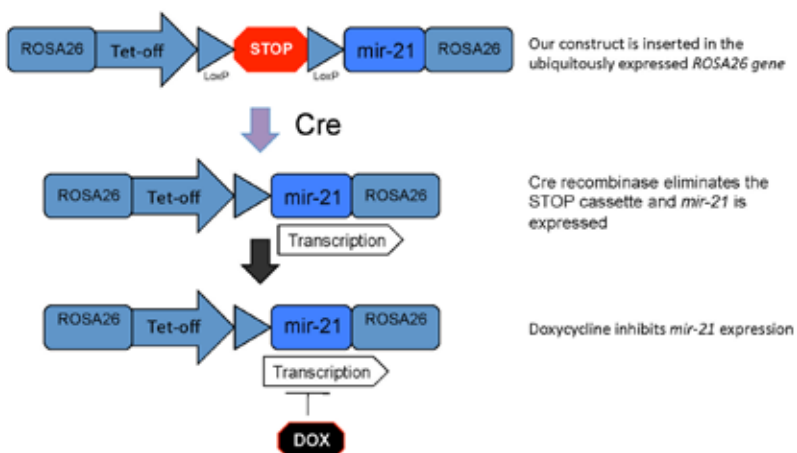 ROSA26 Tet-off STOP mir-21 ROSA26
LoxP LoxP
Our construct is inserted in the
ubiquitously expressed ROSA26 gene
Cre
ROSA26 Tet-off mir-21 ROSA26
Transcription
Cre recombinase eliminates the
STOP cassette and mir-21 is
expressed
ROSA26 Tet-off mir-21 ROSA26
Transcription
Doxycycline inhibits mir-21 expression
DOX